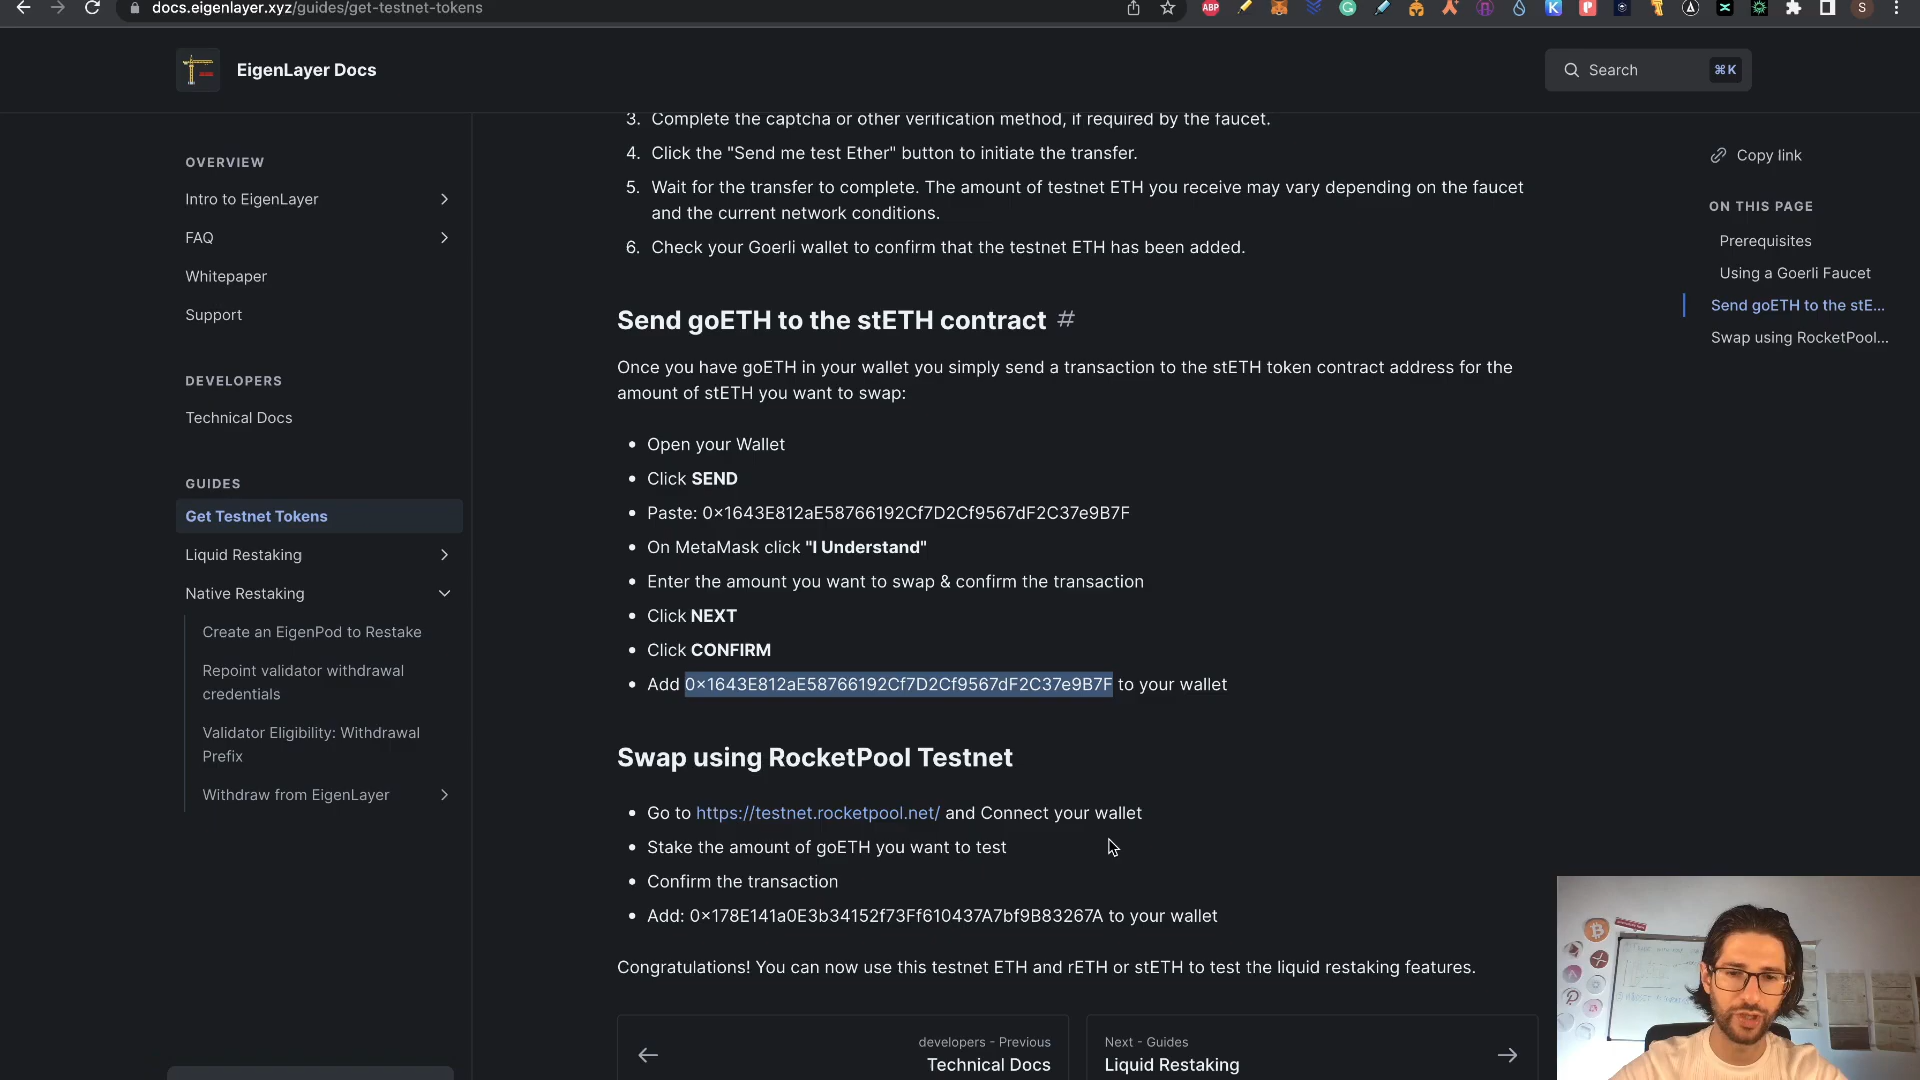 docs.eigenlayer.xyz/guides/get-testnet-tokens
ABP
S
EigenLayer Docs
Search
⌘K
OVERVIEW
Intro to EigenLayer
FAQ
Whitepaper
Support
DEVELOPERS
Technical Docs
GUIDES
Get Testnet Tokens
Liquid Restaking
Native Restaking
Create an EigenPod to Restake
Repoint validator withdrawal
credentials
Validator Eligibility: Withdrawal
Prefix
Withdraw from EigenLayer
3. Complete the captcha or other verification method, if required by the faucet.
4. Click the "Send me test Ether" button to initiate the transfer.
5. Wait for the transfer to complete. The amount of testnet ETH you receive may vary depending on the faucet
and the current network conditions.
6. Check your Goerli wallet to confirm that the testnet ETH has been added.
Send goETH to the stETH contract #
Once you have goETH in your wallet you simply send a transaction to the stETH token contract address for the
amount of stETH you want to swap:
• Open your Wallet
• Click SEND
• Paste: 0x1643E812aE58766192Cf7D2Cf9567dF2C37e9B7F
• On MetaMask click "I Understand"
• Enter the amount you want to swap & confirm the transaction
• Click NEXT
• Click CONFIRM
• Add 0x1643E812aE58766192Cf7D2Cf9567dF2C37e9B7F to your wallet
Swap using RocketPool Testnet
• Go to https://testnet.rocketpool.net/ and Connect your wallet
• Stake the amount of goETH you want to test
• Confirm the transaction
• Add: 0x178E141a0E3b34152f73Ff610437A7bf9B83267A to your wallet
Congratulations! You can now use this testnet ETH and rETH or stETH to test the liquid restaking features.
developers - Previous
Technical Docs
Next - Guides
Liquid Restaking
Copy link
ON THIS PAGE
Prerequisites
Using a Goerli Faucet
Send goETH to the stE...
Swap using RocketPool...